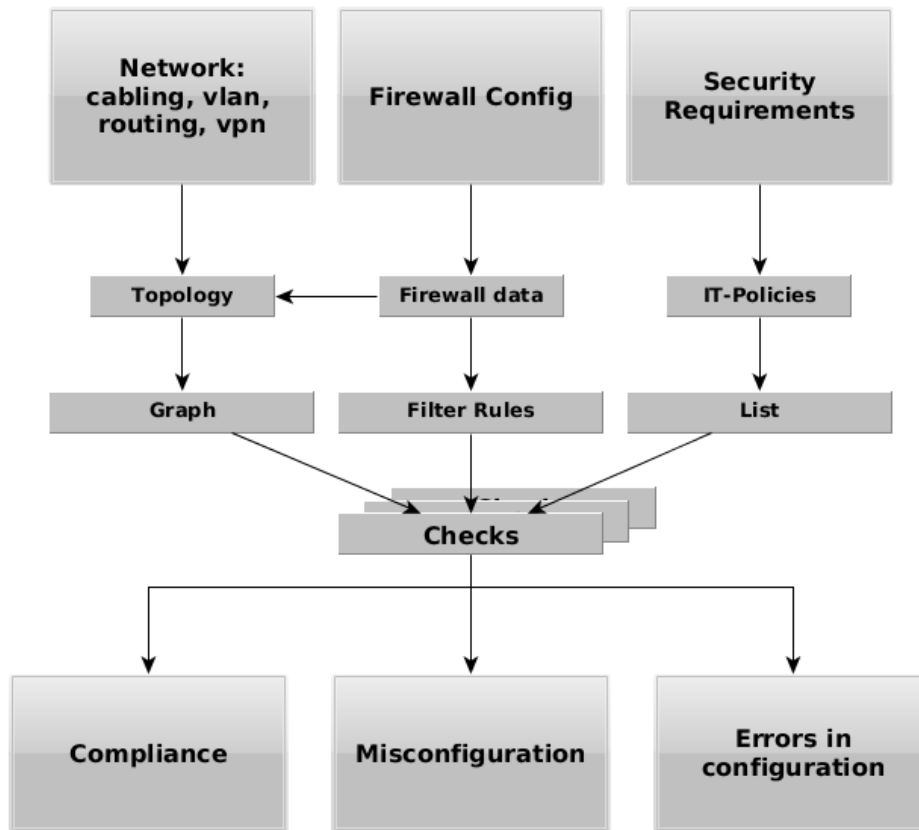 Network:
cabling, vlan,
routing, vpn
Firewall Config
Security
Requirements
Topology
Firewall data
IT-Policies
Graph
Filter Rules
List
Checks
Compliance
Misconfiguration
Errors in
configuration